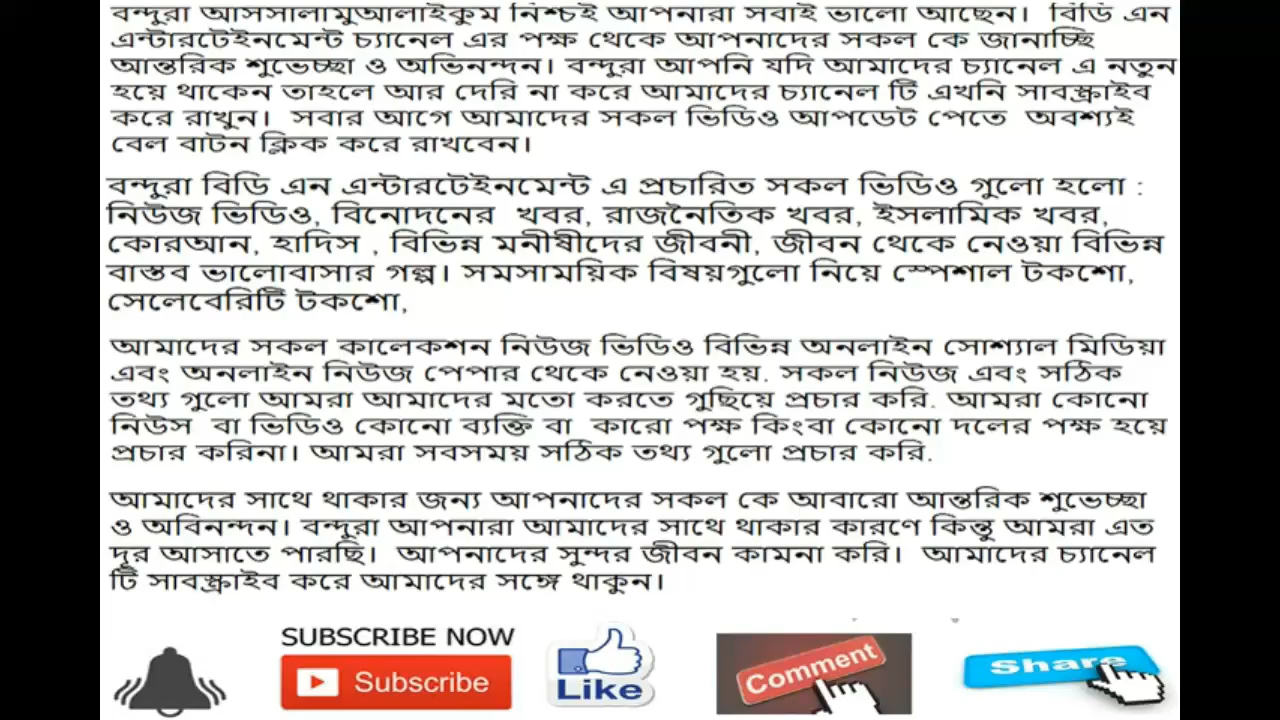 বন্দুরা আসসালামুআলাইকুম নিশ্চই আপনারা সবাই ভালো আছেন। বিডি এন
এন্টারটেইনমেন্ট চ্যানেল এর পক্ষ থেকে আপনাদের সকল কে জানাচ্ছি
আন্তরিক শুভেচ্ছা ও অভিনন্দন। বন্দুরা আপনি যদি আমাদের চ্যানেল এ নতুন
হয়ে থাকেন তাহলে আর দেরি না করে আমাদের চ্যানেল টি এখনি সাবস্ক্রাইব
করে রাখুন। সবার আগে আমাদের সকল ভিডিও আপডেট পেতে অবশ্যই
বেল বাটন ক্লিক করে রাখবেন।
বন্দুরা বিডি এন এন্টারটেইনমেন্ট এ প্রচারিত সকল ভিডিও গুলো হলো :
নিউজ ভিডিও, বিনোদনের খবর, রাজনৈতিক খবর, ইসলামিক খবর,
কোরআন, হাদিস , বিভিন্ন মনীষীদের জীবনী, জীবন থেকে নেওয়া বিভিন্ন
বাস্তব ভালোবাসার গল্প। সমসাময়িক বিষয়গুলো নিয়ে স্পেশাল টকশো,
সেলেবেরিটি টকশো,
আমাদের সকল কালেকশন নিউজ ভিডিও বিভিন্ন অনলাইন সোশ্যাল মিডিয়া
এবং অনলাইন নিউজ পেপার থেকে নেওয়া হয়. সকল নিউজ এবং সঠিক
তথ্য গুলো আমরা আমাদের মতো করতে গুছিয়ে প্রচার করি. আমরা কোনো
নিউস বা ভিডিও কোনো ব্যক্তি বা কারো পক্ষ কিংবা কোনো দলের পক্ষ হয়ে
প্রচার করিনা। আমরা সবসময় সঠিক তথ্য গুলো প্রচার করি.
আমাদের সাথে থাকার জন্য আপনাদের সকল কে আবারো আন্তরিক শুভেচ্ছা
ও অবিনন্দন। বন্দুরা আপনারা আমাদের সাথে থাকার কারণে কিন্তু আমরা এত
দূর আসাতে পারছি। আপনাদের সুন্দর জীবন কামনা করি। আমাদের চ্যানেল
টি সাবস্ক্রাইব করে আমাদের সঙ্গে থাকুন।
SUBSCRIBE NOW
Subscribe
Like
Comment
Share